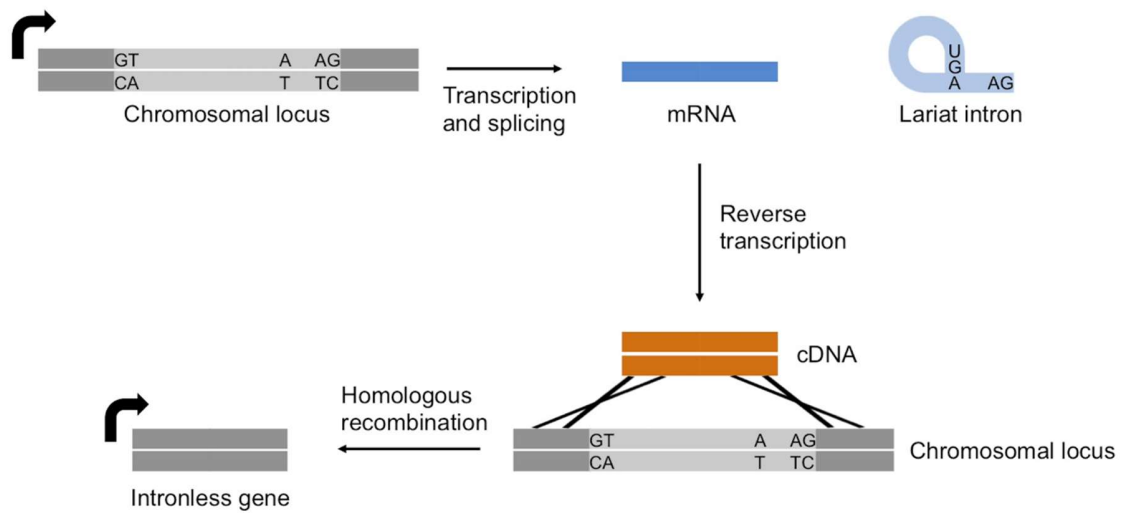 GT A AG
CA T TC
Chromosomal locus
Transcription
and splicing
mRNA
U
G
A AG
Lariat intron
Reverse
transcription
cDNA
Homologous
recombination
GT A AG
CA T TC
Chromosomal locus
Intronless gene